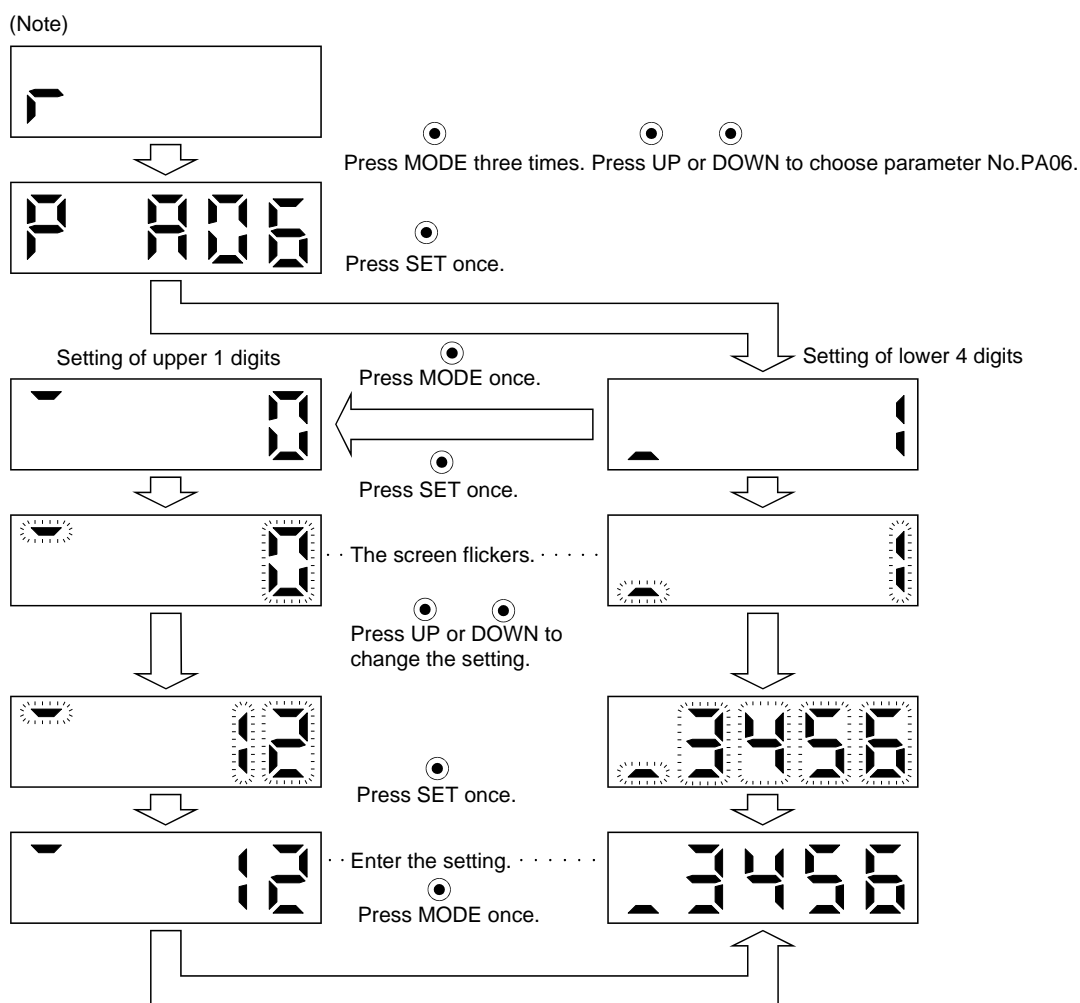 (Note)
r
Press MODE three times. Press UP or DOWN to choose parameter No.PA06.
P A06
Press SET once.
Setting of upper 1 digits
Press MODE once.
Setting of lower 4 digits
- 0
_ 1
Press SET once.
- 0
· · The screen flickers. · · · · ·
_ 1
Press UP or DOWN to
change the setting.
- 12
_ 3456
Press SET once.
- 12
· · Enter the setting. · · · · · ·
_ 3456
Press MODE once.